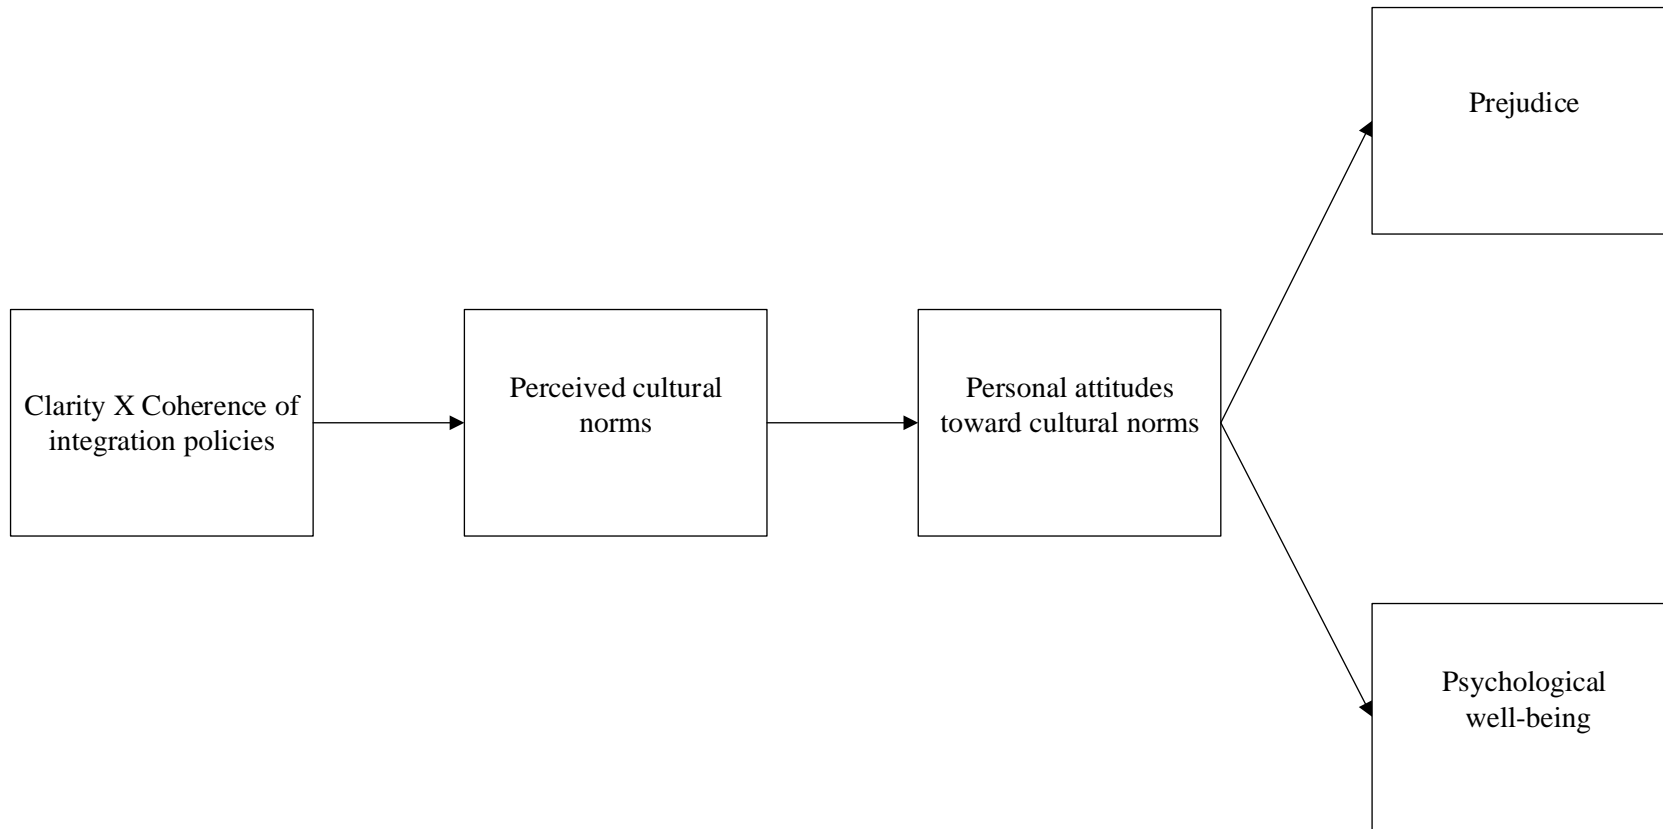 Prejudice
Clarity X Coherence of
integration policies
Perceived cultural
norms
Personal attitudes
toward cultural norms
Psychological
well-being